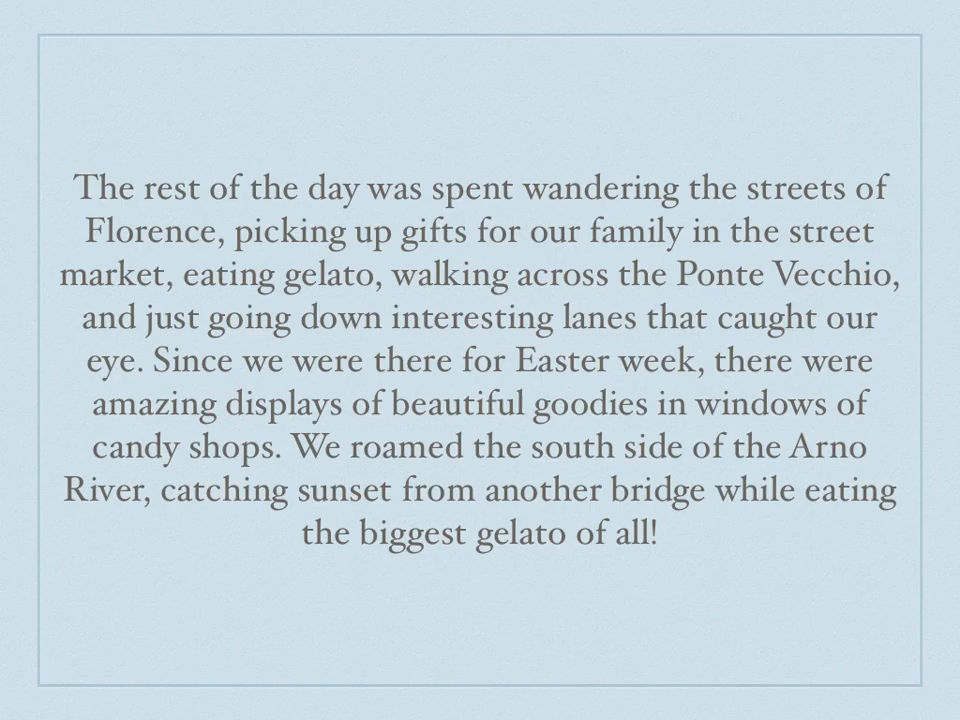 The rest of the day was spent wandering the streets of
Florence, picking up gifts for our family in the street
market, eating gelato, walking across the Ponte Vecchio,
and just going down interesting lanes that caught our
eye. Since we were there for Easter week, there were
amazing displays of beautiful goodies in windows of
candy shops. We roamed the south side of the Arno
River, catching sunset from another bridge while eating
the biggest gelato of all!